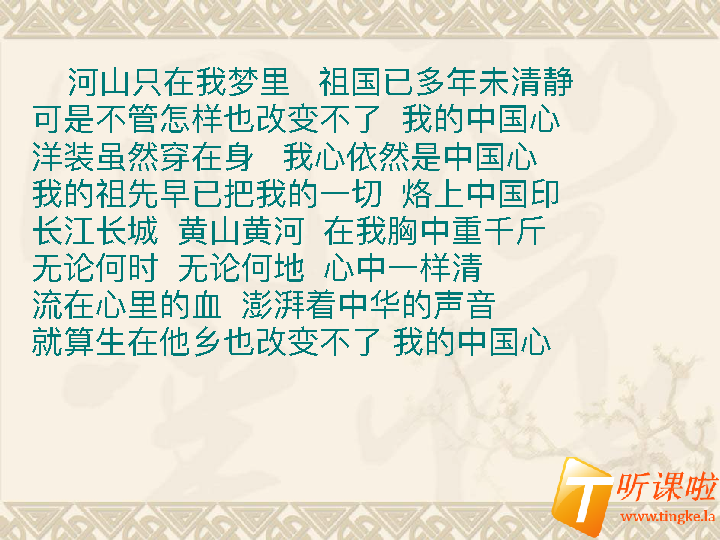 河山只在我梦里 祖国已多年未清静
可是不管怎样也改变不了 我的中国心
洋装虽然穿在身 我心依然是中国心
我的祖先早已把我的一切 烙上中国印
长江长城 黄山黄河 在我胸中重千斤
无论何时 无论何地 心中一样清
流在心里的血 澎湃着中华的声音
就算生在他乡也改变不了 我的中国心
听课啦
www.tingke.la